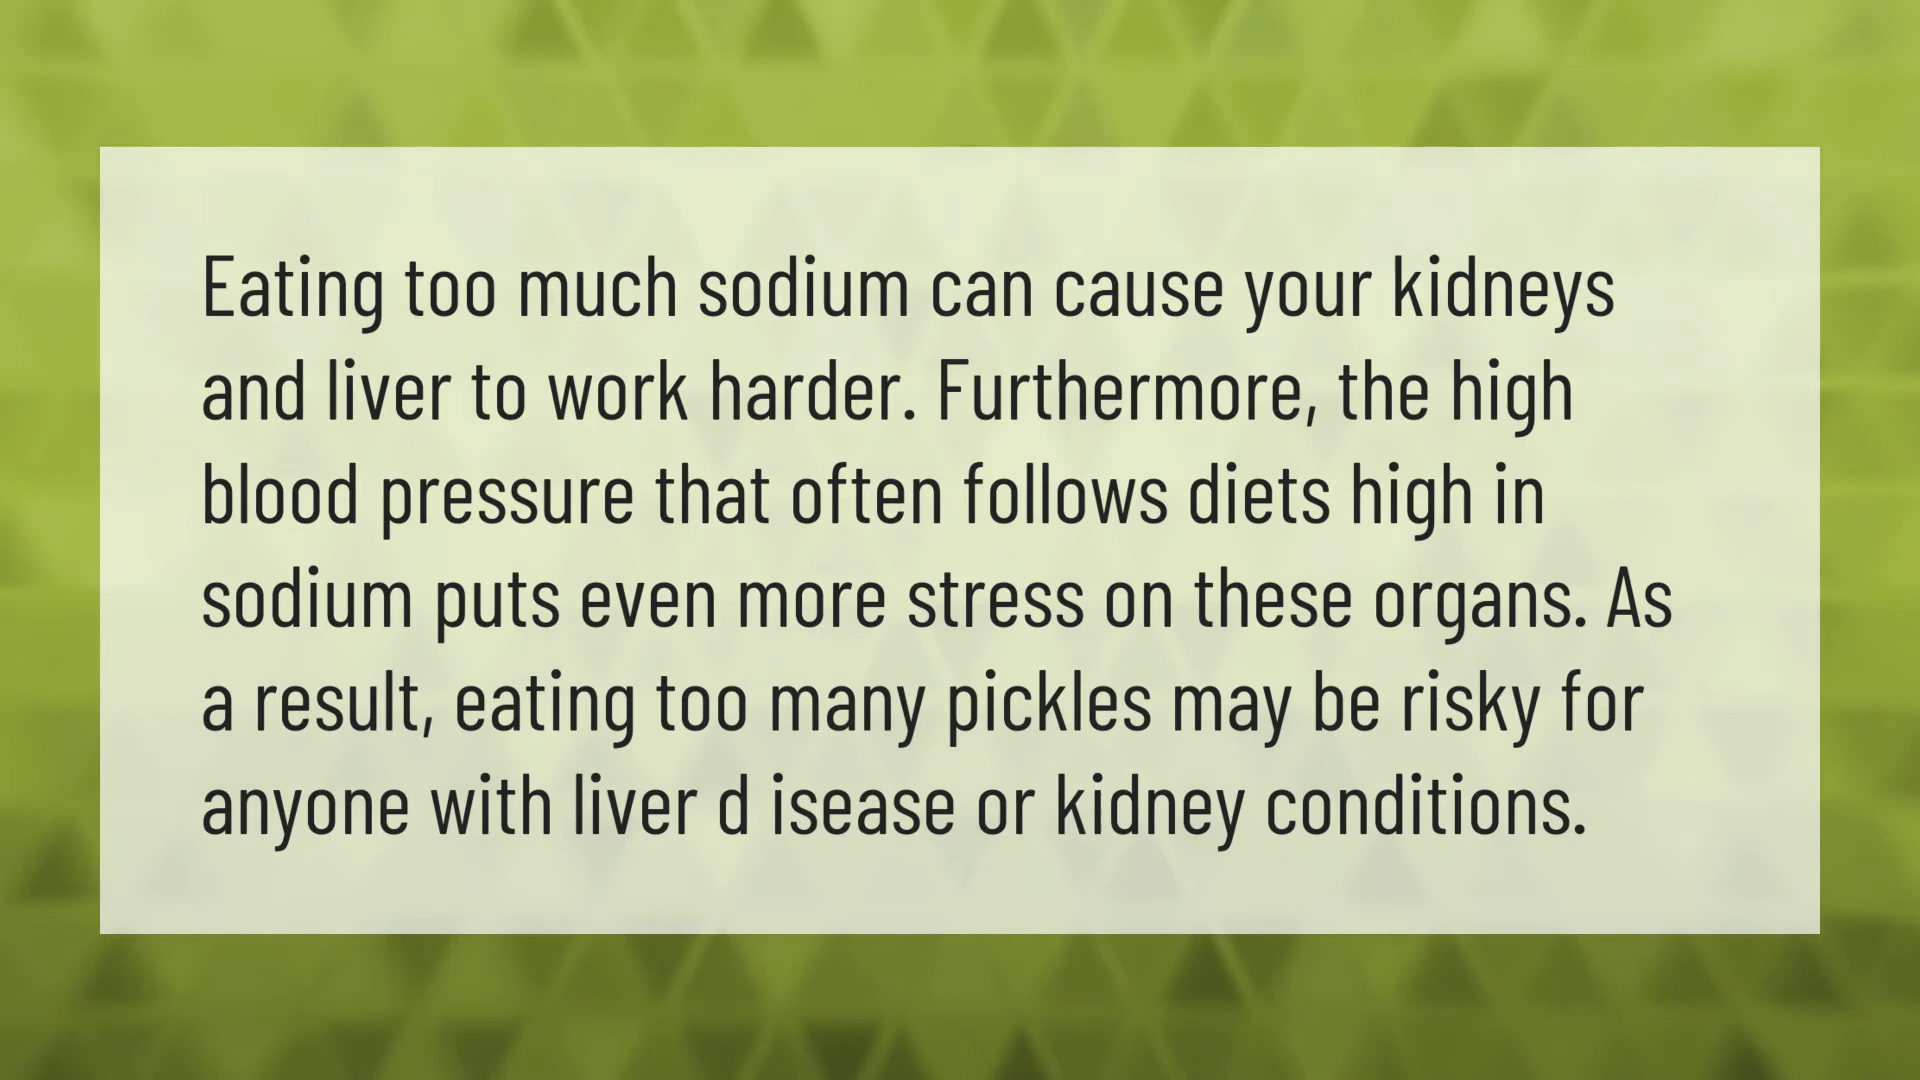 Eating too much sodium can cause your kidneys
and liver to work harder. Furthermore, the high
blood pressure that often follows diets high in
sodium puts even more stress on these organs. As
a result, eating too many pickles may be risky for
anyone with liver d isease or kidney conditions.